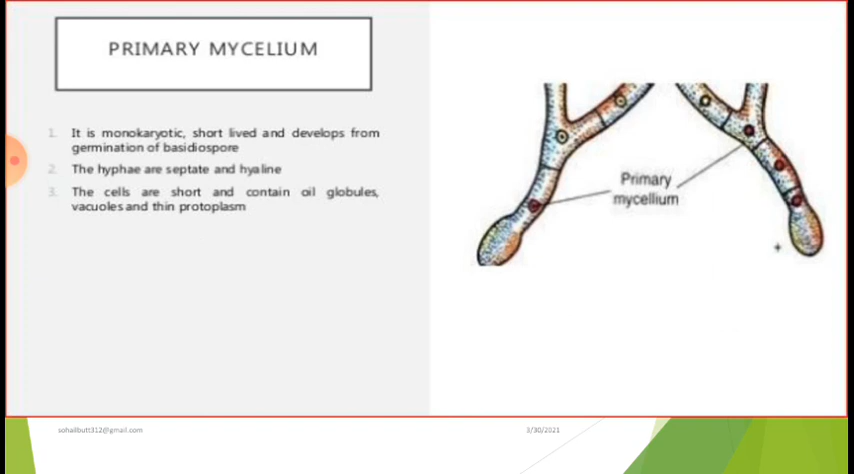 PRIMARY MYCELIUM
1. It is monokaryotic, short lived and develops from
germination of basidiospore
2. The hyphae are septate and hyaline
3. The cells are short and contain oil globules,
vacuoles and thin protoplasm
Primary
mycellium
+
sohailbutt312@gmail.com
3/30/2021